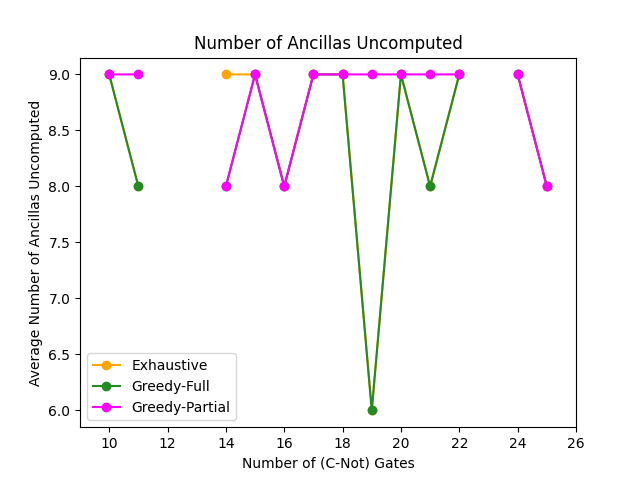 Number of Ancillas Uncomputed
Average Number of Ancillas Uncomputed
9.0
8.5
8.0
7.5
7.0
6.5
6.0
Exhaustive
Greedy-Full
Greedy-Partial
10 12 14 16 18 20 22 24 26
Number of (C-Not) Gates